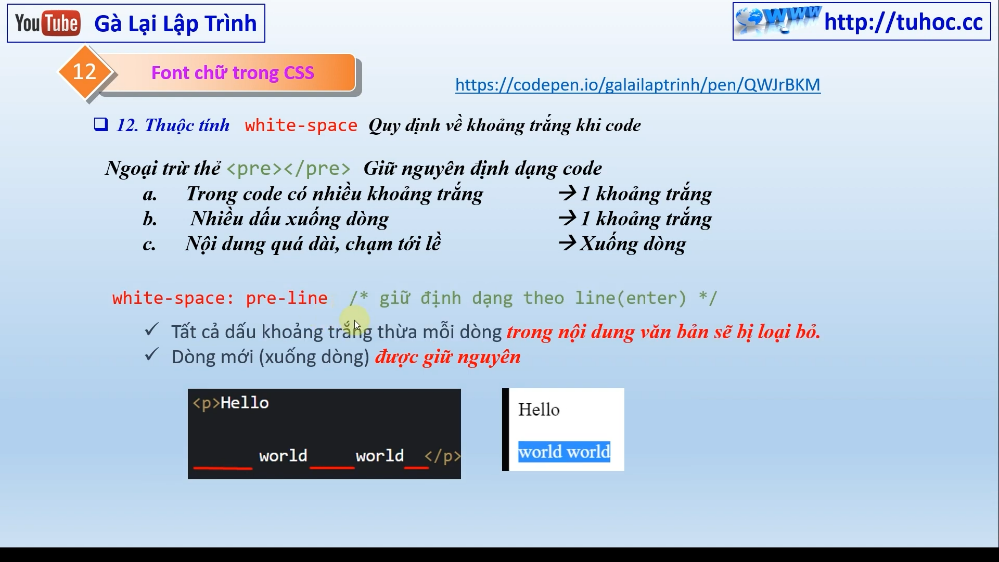 YouTube Gà Lại Lập Trình
WWW http://tuhoc.cc
12 Font chữ trong CSS
https://codepen.io/galailaptrinh/pen/QWJrBKM
12. Thuộc tính white-space Quy dịnh về khoảng trắng khi code
Ngoại trừ thẻ <pre></pre> Giữ nguyên định dạng code
a. Trong code có nhiều khoảng trắng → 1 khoảng trắng
b. Nhiều dấu xuống dòng → 1 khoảng trắng
c. Nội dung quá dài, chạm tới lề → Xuống dòng
white-space: pre-line /* giữ định dạng theo line(enter) */
✓ Tất cả dấu khoảng trắng thừa mỗi dòng trong nội dung văn bản sẽ bị loại bỏ.
✓ Dòng mới (xuống dòng) được giữ nguyên
<p>Hello
world world </p>
Hello
world world